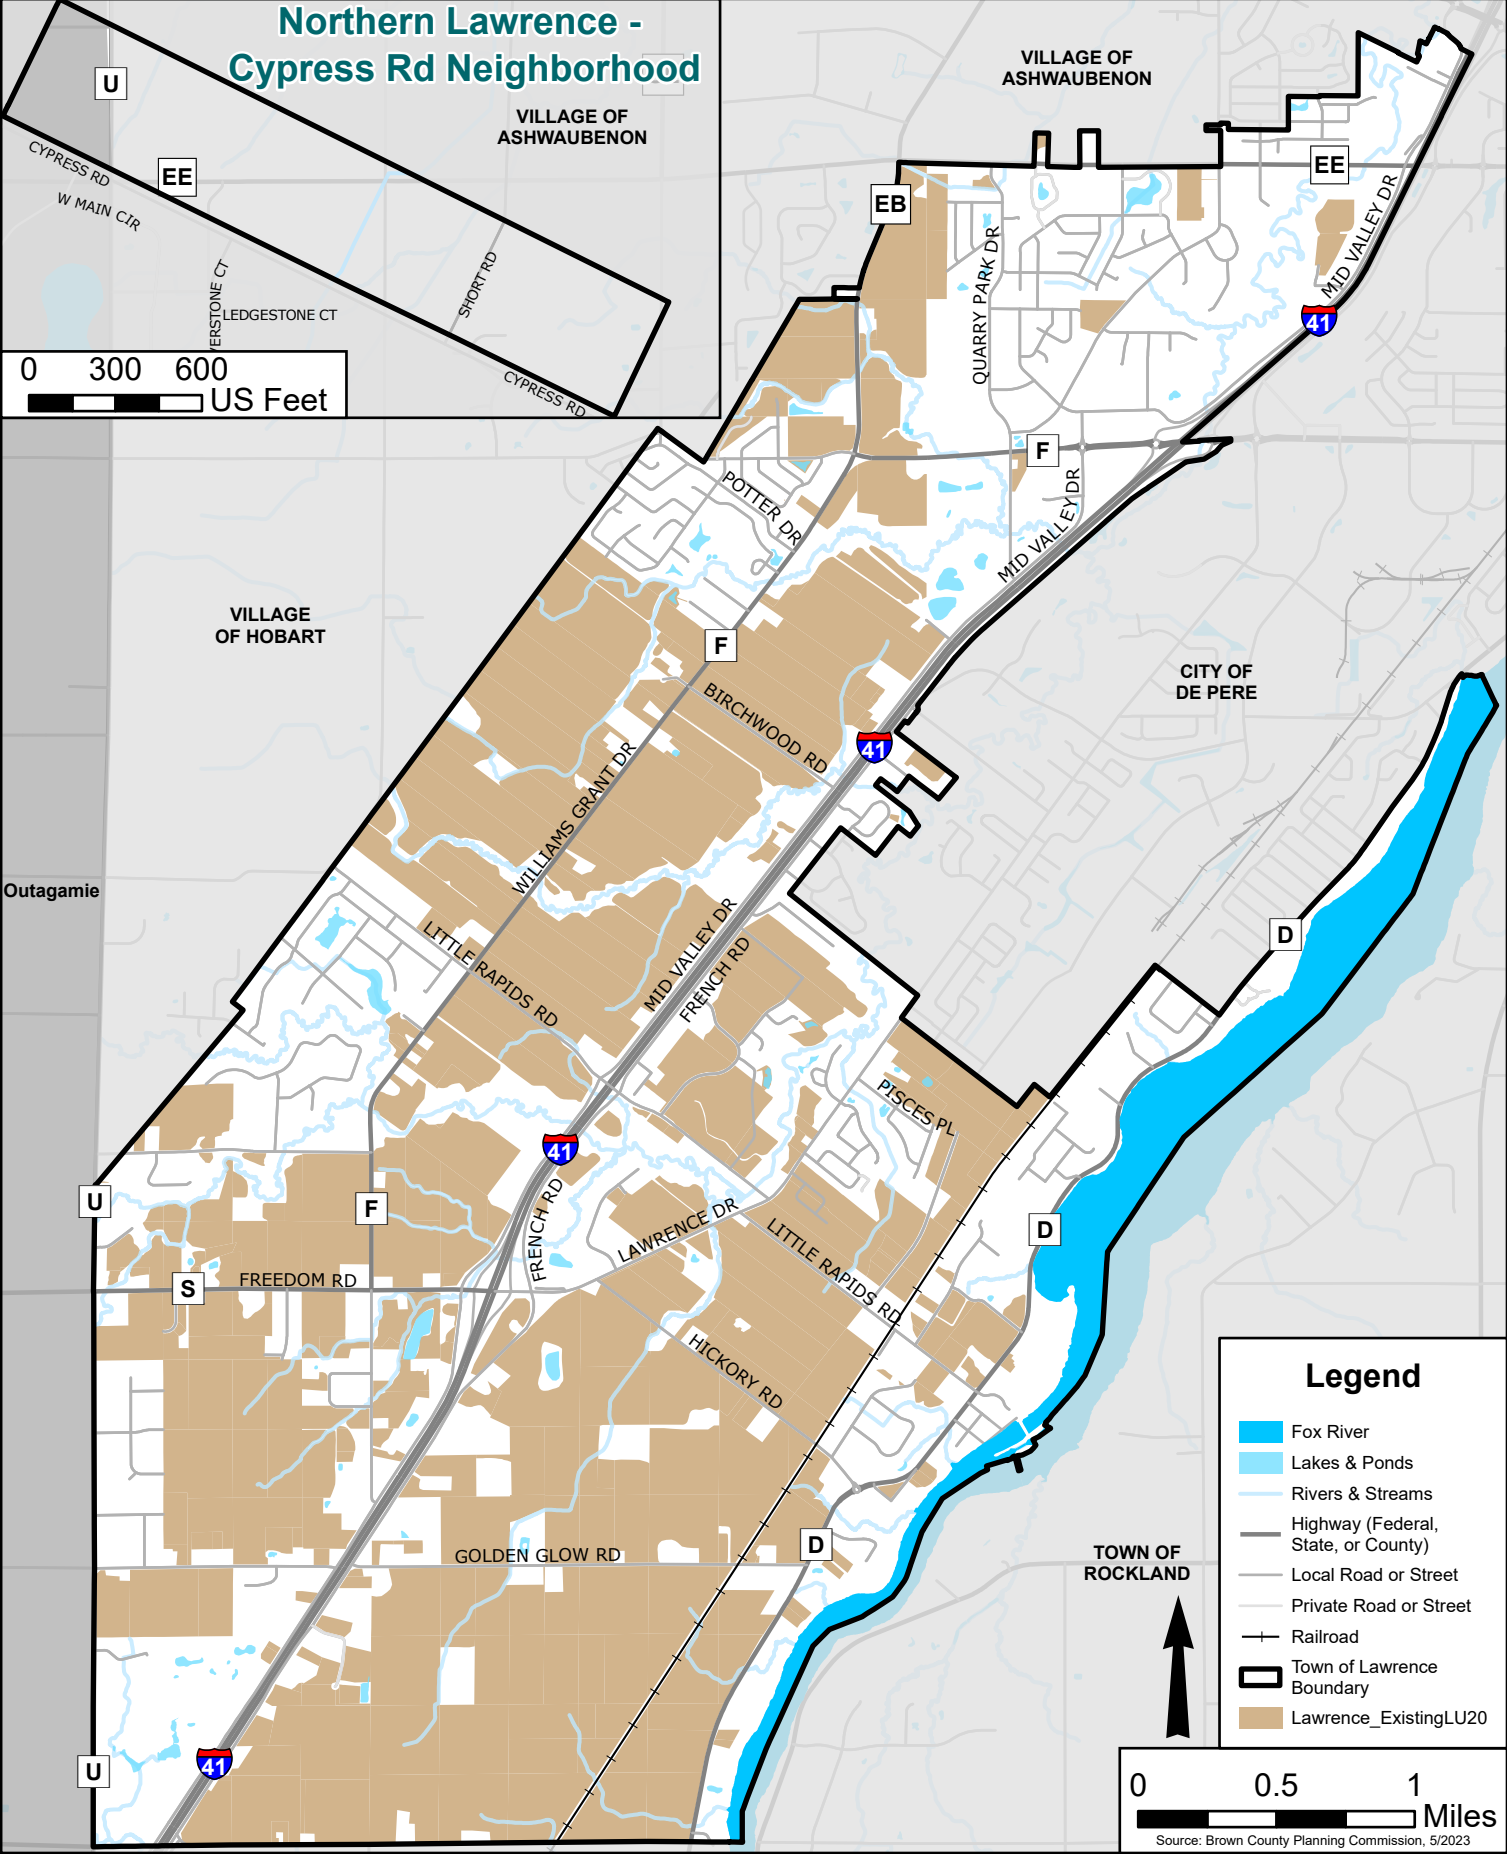 Northern Lawrence -
Cypress Rd Neighborhood
U
VILLAGE OF
ASHWAUBENON
EE
CYPRESS RD
W MAIN CIR
SHORT RD
LEDGESTONE CT
CYPRESS RD
0 300 600
US Feet
VILLAGE OF
ASHWAUBENON
EE
EB
MID VALLEY DR
QUARRY PARK DR
41
F
POTTER DR
MID VALLEY DR
VILLAGE
OF HOBART
F
CITY OF
DE PERE
BIRCHWOOD RD
41
WILLIAMS GRANT DR
Outagamie
D
LITTLE RAPIDS RD
MID VALLEY DR
FRENCH RD
PISCES PL
41
U
F
FRENCH RD
LAWRENCE DR
D
LITTLE RAPIDS RD
S
FREEDOM RD
HICKORY RD
D
GOLDEN GLOW RD
TOWN OF
ROCKLAND
U
41
Legend
Fox River
Lakes & Ponds
Rivers & Streams
Highway (Federal,
State, or County)
Local Road or Street
Private Road or Street
Railroad
Town of Lawrence
Boundary
Lawrence_ExistingLU20
0 0.5 1
Miles
Source: Brown County Planning Commission, 5/2023